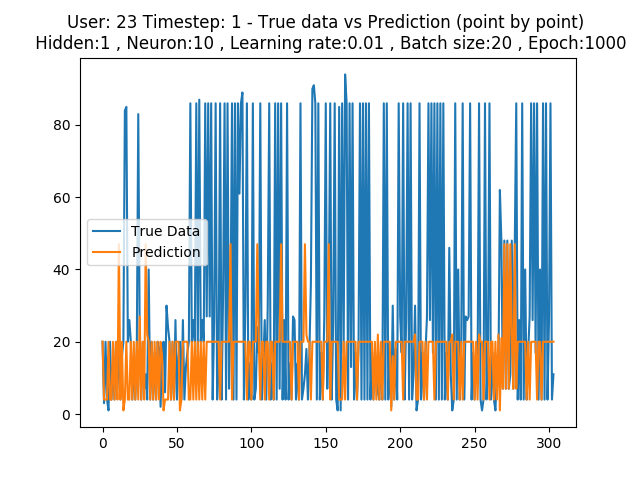 User: 23 Timestep: 1 - True data vs Prediction (point by point)
Hidden:1 , Neuron:10 , Learning rate:0.01 , Batch size:20 , Epoch:1000
80
60
True Data
Prediction
40
20
0
0 50 100 150 200 250 300